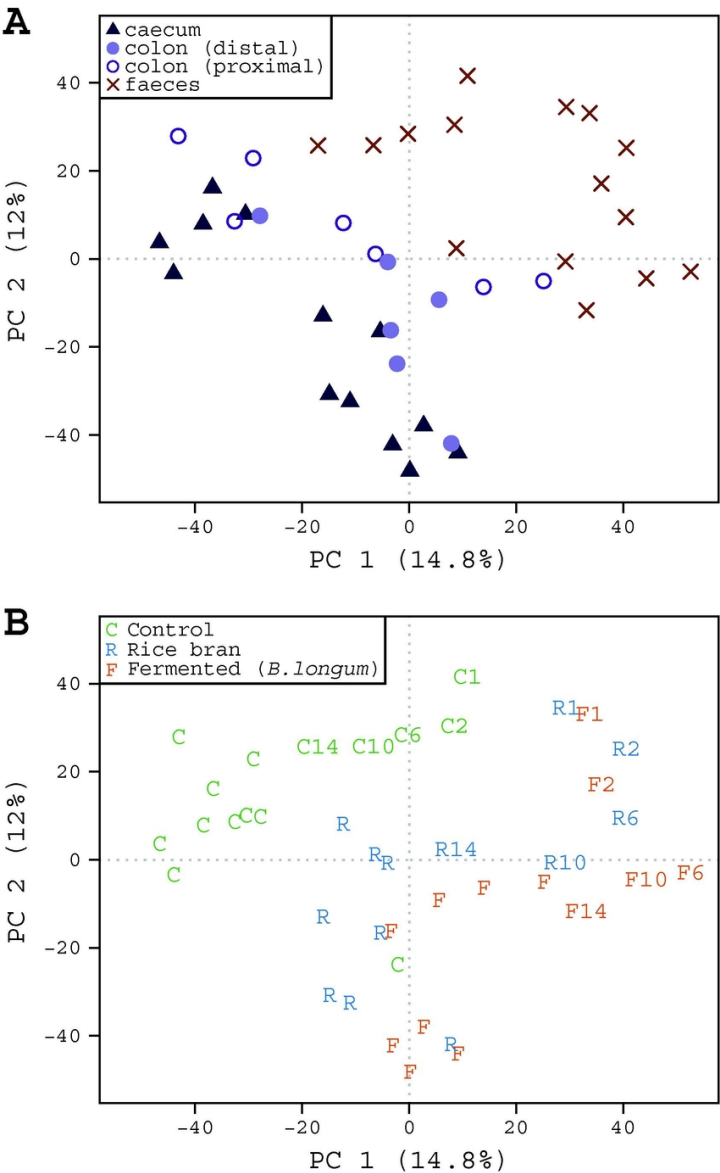 A
caecum
colon (distal)
colon (proximal)
faeces
40
20
0
-20
-40
PC 2 (12%)
-40 -20 0 20 40
PC 1 (14.8%)
B
C Control
R Rice bran
F Fermented (B.longum)
C1
R1 F1
C C6 C2
C C14 C10 R2
C F2
C C C C R R6
C R R14
C R R10 F10 F6
F F F F14
R
R F
C
R R
F
F R F
F
40
20
0
-20
-40
PC 2 (12%)
-40 -20 0 20 40
PC 1 (14.8%)